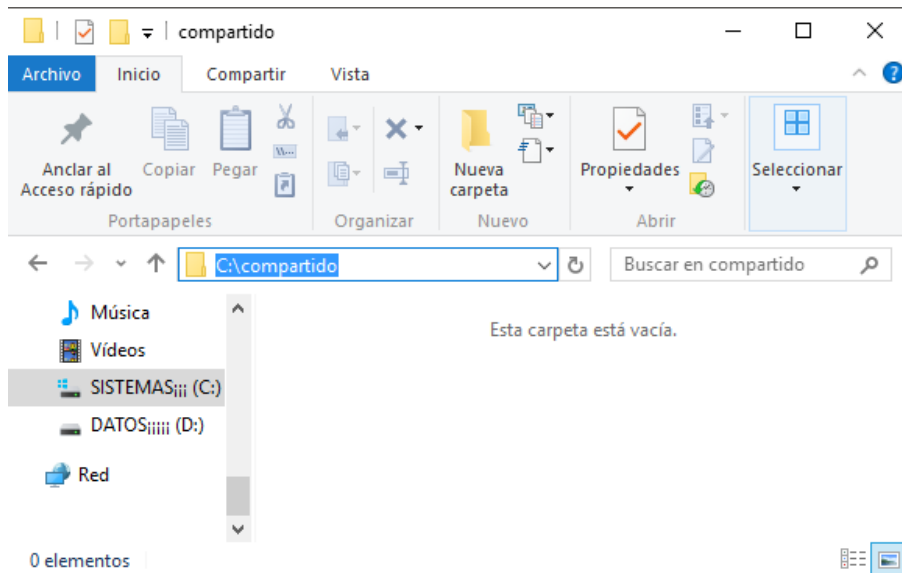 compartido
Archivo Inicio Compartir Vista
Anclar al Acceso rápido
Copiar
Pegar
Nueva carpeta
Propiedades
Seleccionar
Portapapeles Organizar Nuevo Abrir
C:\compartido
Buscar en compartido
Música
Vídeos
SISTEMAS¡¡¡ (C:)
DATOS¡¡¡¡¡ (D:)
Red
Esta carpeta está vacía.
0 elementos